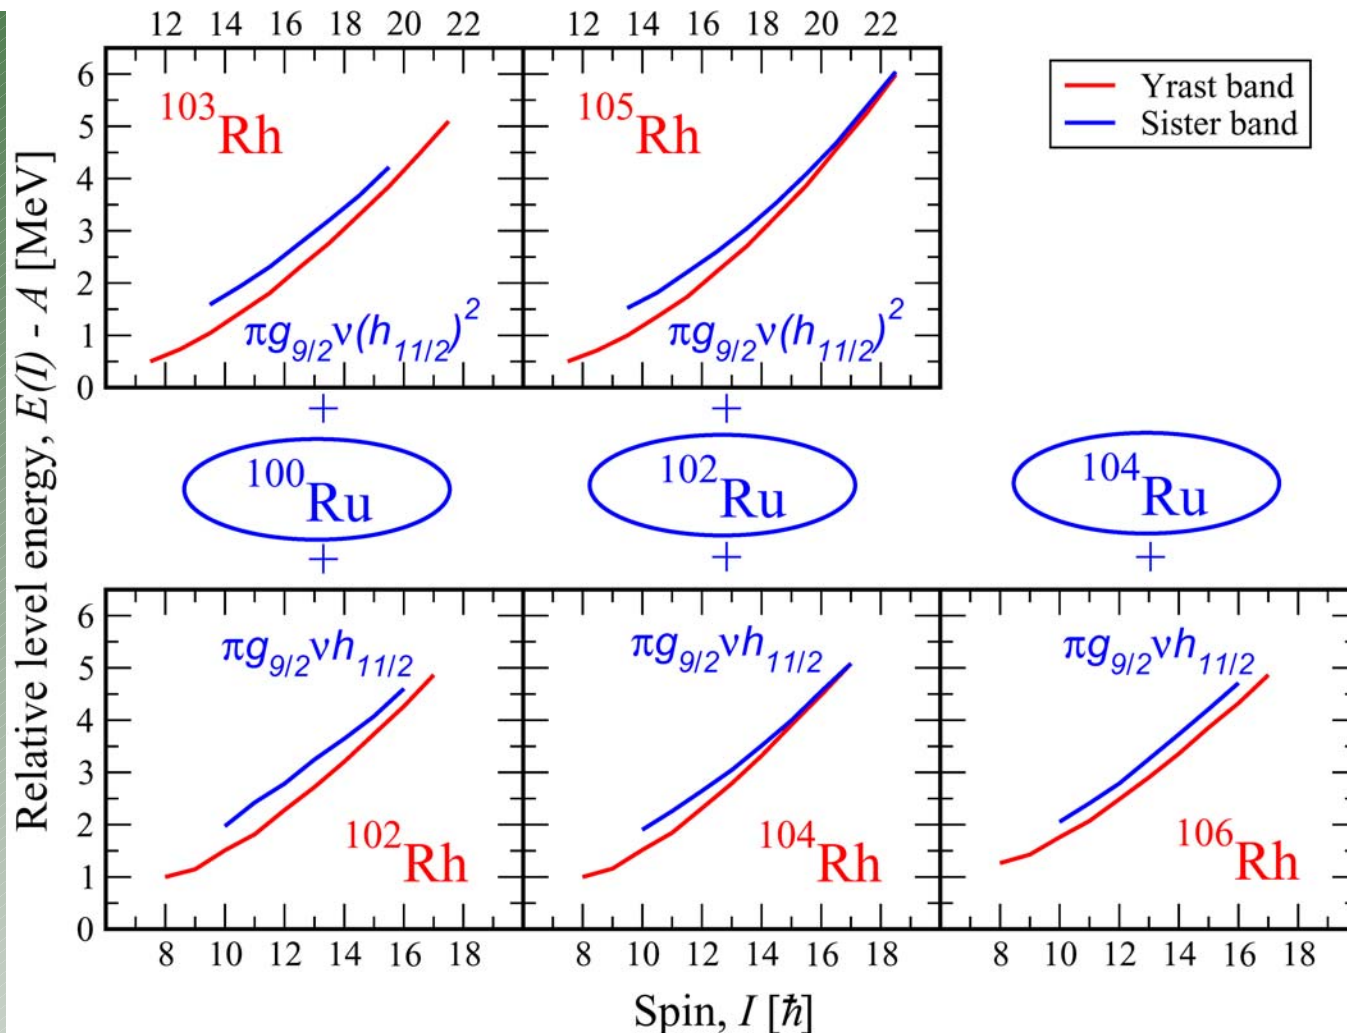 12 14 16 18 20 22 12 14 16 18 20 22
Relative level energy, E(I) - A [MeV]
6
5
4
3
2
1
0
¹⁰³Rh
πg₉/₂ν(h₁₁/₂)²
¹⁰⁵Rh
πg₉/₂ν(h₁₁/₂)²
Yrast band
Sister band
+ +
¹⁰⁰Ru ¹⁰²Ru ¹⁰⁴Ru
+ + +
6
5
4
3
2
1
0
πg₉/₂νh₁₁/₂
¹⁰²Rh
πg₉/₂νh₁₁/₂
¹⁰⁴Rh
πg₉/₂νh₁₁/₂
¹⁰⁶Rh
8 10 12 14 16 18 8 10 12 14 16 18 8 10 12 14 16 18
Spin, I [ħ]